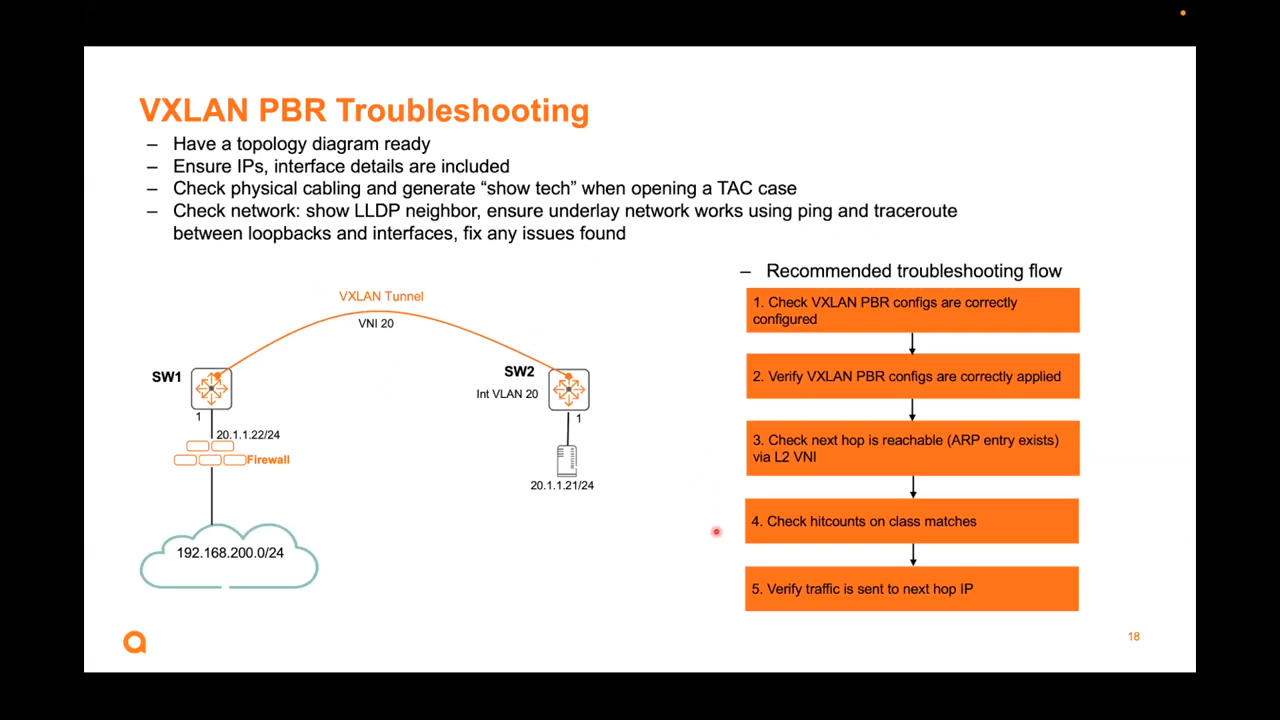 VXLAN PBR Troubleshooting
– Have a topology diagram ready
– Ensure IPs, interface details are included
– Check physical cabling and generate “show tech” when opening a TAC case
– Check network: show LLDP neighbor, ensure underlay network works using ping and traceroute
between loopbacks and interfaces, fix any issues found
VXLAN Tunnel
VNI 20
SW1
1
20.1.1.22/24
Firewall
192.168.200.0/24
SW2
Int VLAN 20
1
20.1.1.21/24
– Recommended troubleshooting flow
1. Check VXLAN PBR configs are correctly
configured
2. Verify VXLAN PBR configs are correctly applied
3. Check next hop is reachable (ARP entry exists)
via L2 VNI
4. Check hitcounts on class matches
5. Verify traffic is sent to next hop IP
18